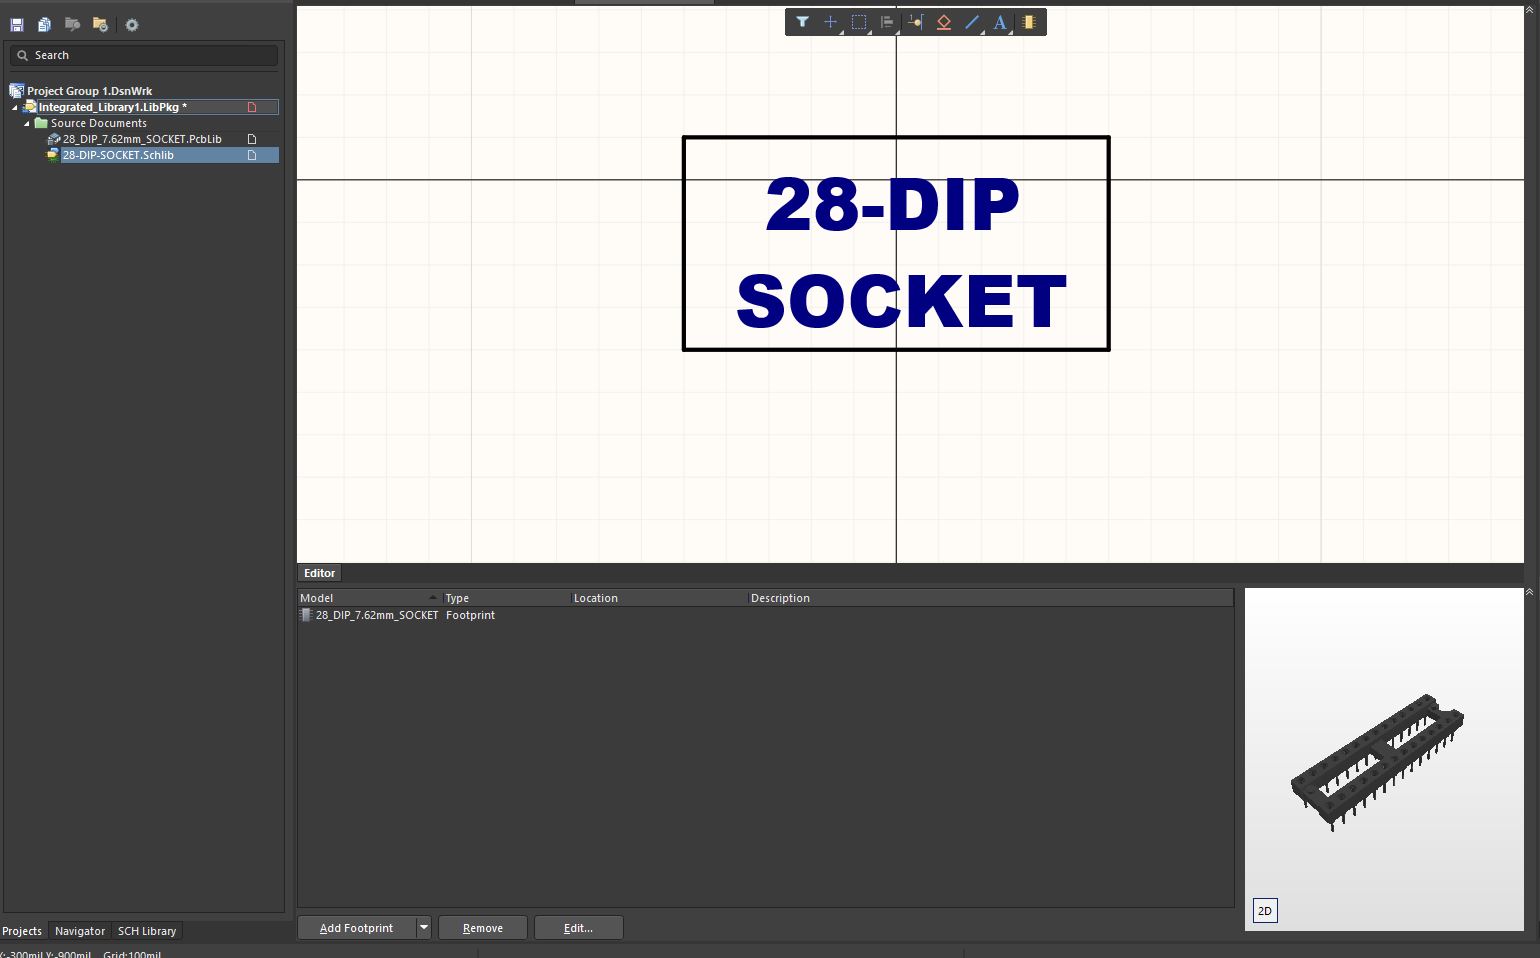 Search
Project Group 1.DsnWrk
Integrated_Library1.LibPkg *
Source Documents
28_DIP_7.62mm_SOCKET.PcbLib
28-DIP-SOCKET.Schlib
Projects Navigator SCH Library
A
28-DIP
SOCKET
Editor
Model Type Location Description
28_DIP_7.62mm_SOCKET Footprint
2D
Add Footprint Remove Edit...
X:-300mil Y:-900mil Grid:100mil